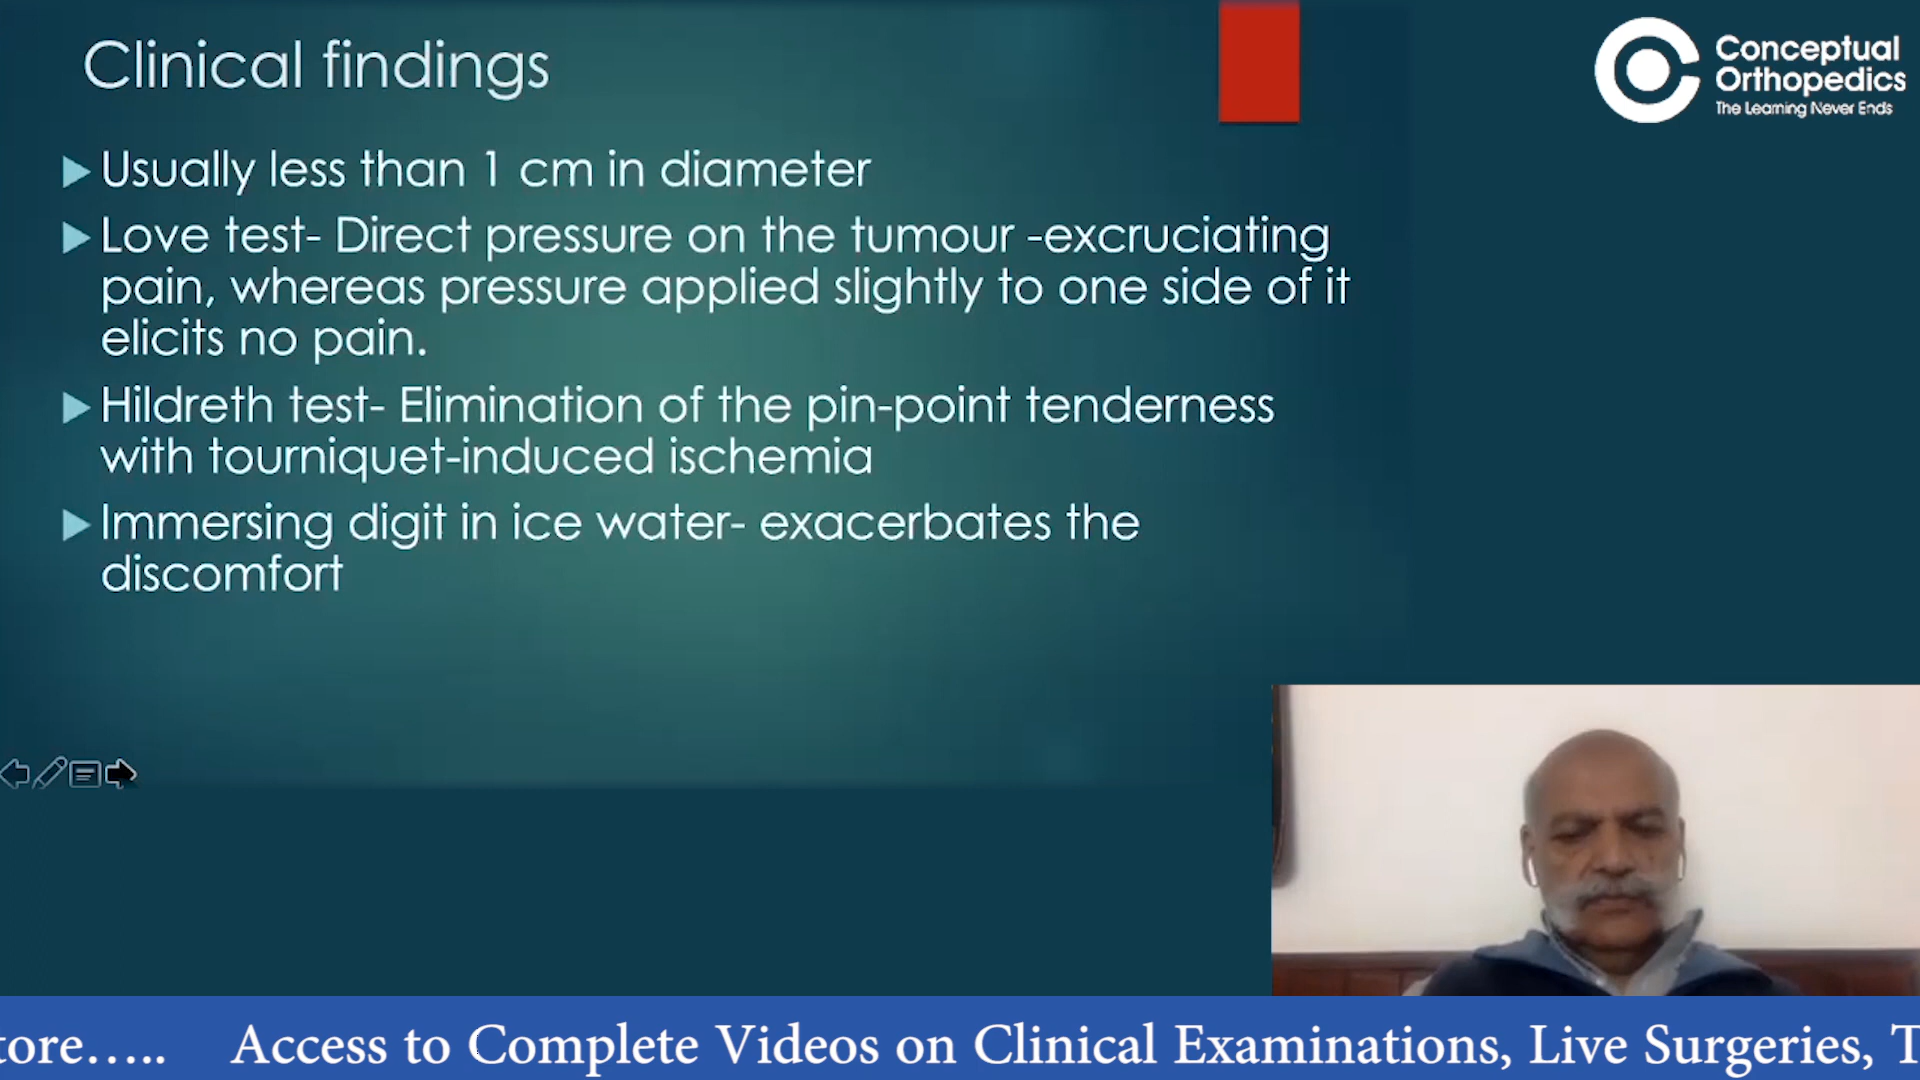 Clinical findings
Conceptual
Orthopedics
The Learning Never Ends
Usually less than 1 cm in diameter
Love test- Direct pressure on the tumour -excruciating
pain, whereas pressure applied slightly to one side of it
elicits no pain.
Hildreth test- Elimination of the pin-point tenderness
with tourniquet-induced ischemia
Immersing digit in ice water- exacerbates the
discomfort
tore….. Access to Complete Videos on Clinical Examinations, Live Surgeries, T